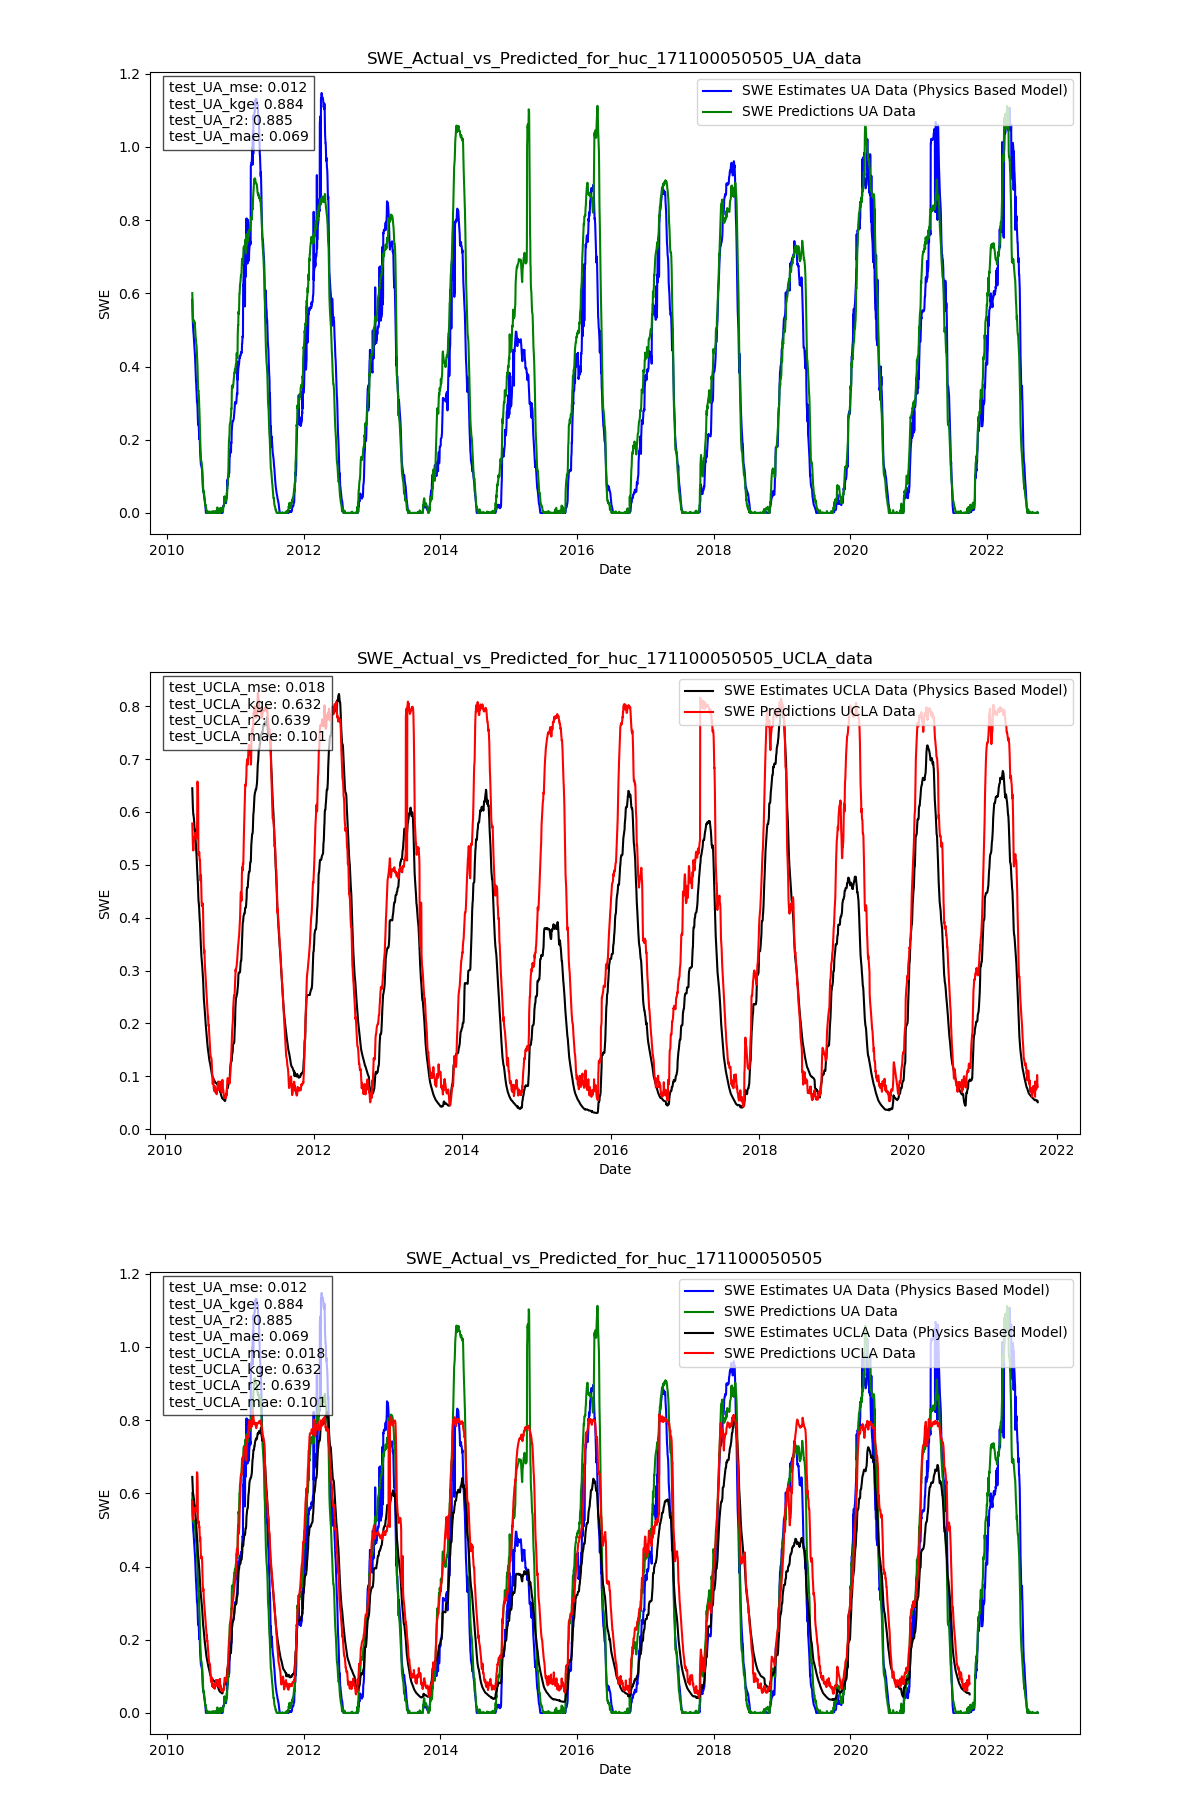 SWE_Actual_vs_Predicted_for_huc_171100050505_UA_data
test_UA_mse: 0.012
test_UA_kge: 0.884
test_UA_r2: 0.885
test_UA_mae: 0.069
SWE Estimates UA Data (Physics Based Model)
SWE Predictions UA Data
1.2
1.0
0.8
0.6
0.4
0.2
0.0
SWE
2010 2012 2014 2016 2018 2020 2022
Date
SWE_Actual_vs_Predicted_for_huc_171100050505_UCLA_data
test_UCLA_mse: 0.018
test_UCLA_kge: 0.632
test_UCLA_r2: 0.639
test_UCLA_mae: 0.101
SWE Estimates UCLA Data (Physics Based Model)
SWE Predictions UCLA Data
0.8
0.7
0.6
0.5
0.4
0.3
0.2
0.1
0.0
SWE
2010 2012 2014 2016 2018 2020 2022
Date
SWE_Actual_vs_Predicted_for_huc_171100050505
test_UA_mse: 0.012
test_UA_kge: 0.884
test_UA_r2: 0.885
test_UA_mae: 0.069
test_UCLA_mse: 0.018
test_UCLA_kge: 0.632
test_UCLA_r2: 0.639
test_UCLA_mae: 0.101
SWE Estimates UA Data (Physics Based Model)
SWE Predictions UA Data
SWE Estimates UCLA Data (Physics Based Model)
SWE Predictions UCLA Data
1.2
1.0
0.8
0.6
0.4
0.2
0.0
SWE
2010 2012 2014 2016 2018 2020 2022
Date